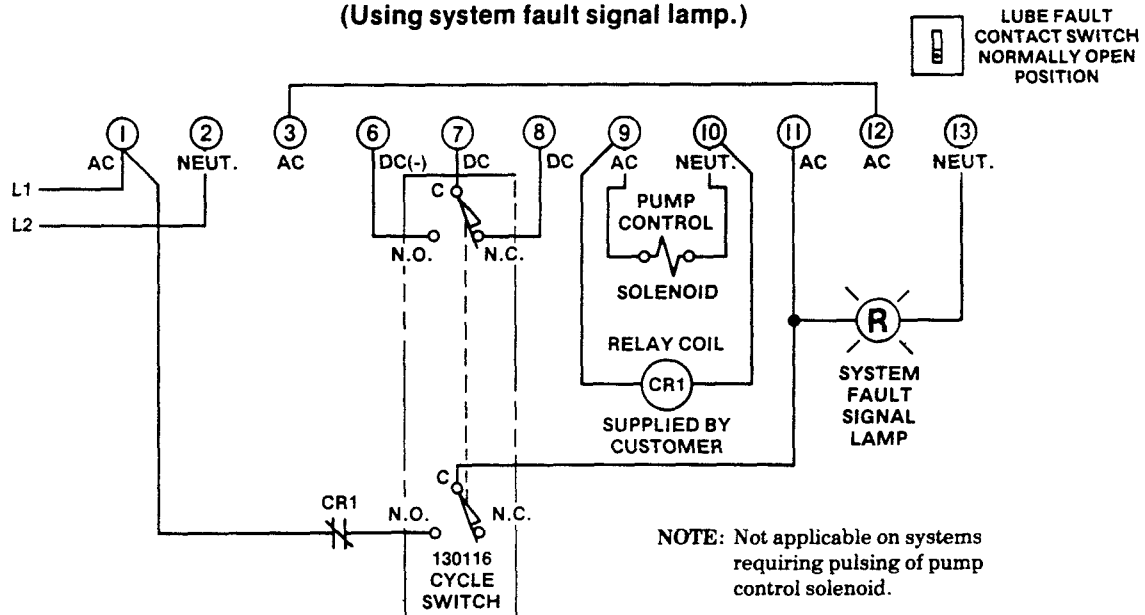 (Using system fault signal lamp.)
LUBE FAULT
CONTACT SWITCH
NORMALLY OPEN
POSITION
1 2 3 6 7 8 9 10 11 12 13
AC NEUT. AC DC(-) DC DC AC NEUT. AC AC NEUT.
L1
L2
C
N.O. N.C.
PUMP
CONTROL
SOLENOID
RELAY COIL
CR1
SUPPLIED BY
CUSTOMER
R
SYSTEM
FAULT
SIGNAL
LAMP
C
CR1
N.O. N.C.
130116
CYCLE
SWITCH
NOTE: Not applicable on systems
requiring pulsing of pump
control solenoid.